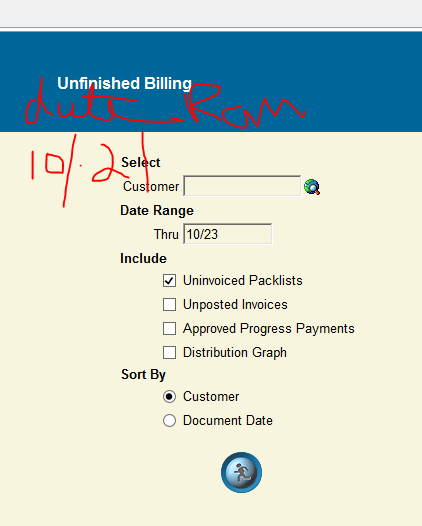 Unfinished Billing
date Ran
10/21
Select
Customer
Date Range
Thru 10/23
Include
Uninvoiced Packlists
Unposted Invoices
Approved Progress Payments
Distribution Graph
Sort By
Customer
Document Date